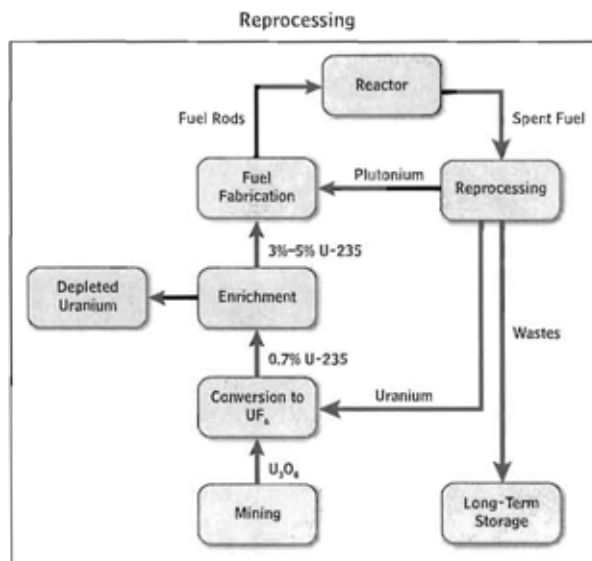 Reprocessing
Reactor
Fuel Rods
Spent Fuel
Fuel
Fabrication
Plutonium
Reprocessing
3%–5% U-235
Depleted
Uranium
Enrichment
Wastes
0.7% U-235
Conversion to
UF₆
Uranium
U₃O₈
Mining
Long-Term
Storage